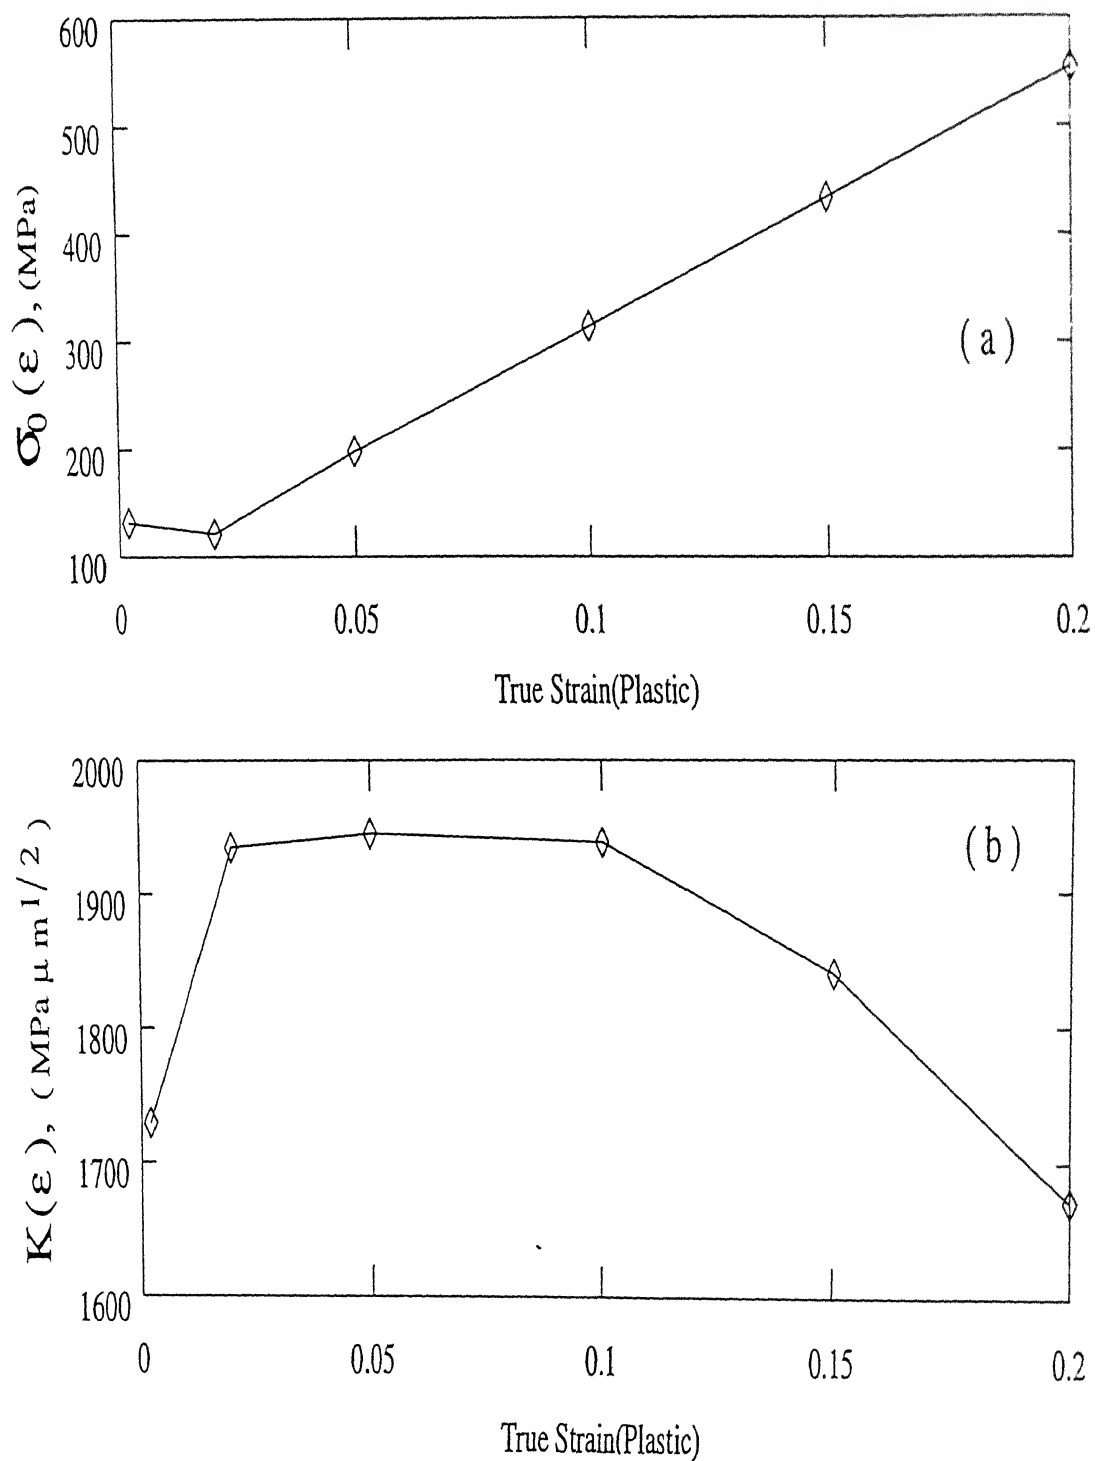 600
500
400
300
200
100
σ₀ (ε), (MPa)
(a)
0 0.05 0.1 0.15 0.2
True Strain(Plastic)
2000
1900
1800
1700
1600
K(ε), (MPa μ m^1/2)
(b)
0 0.05 0.1 0.15 0.2
True Strain(Plastic)